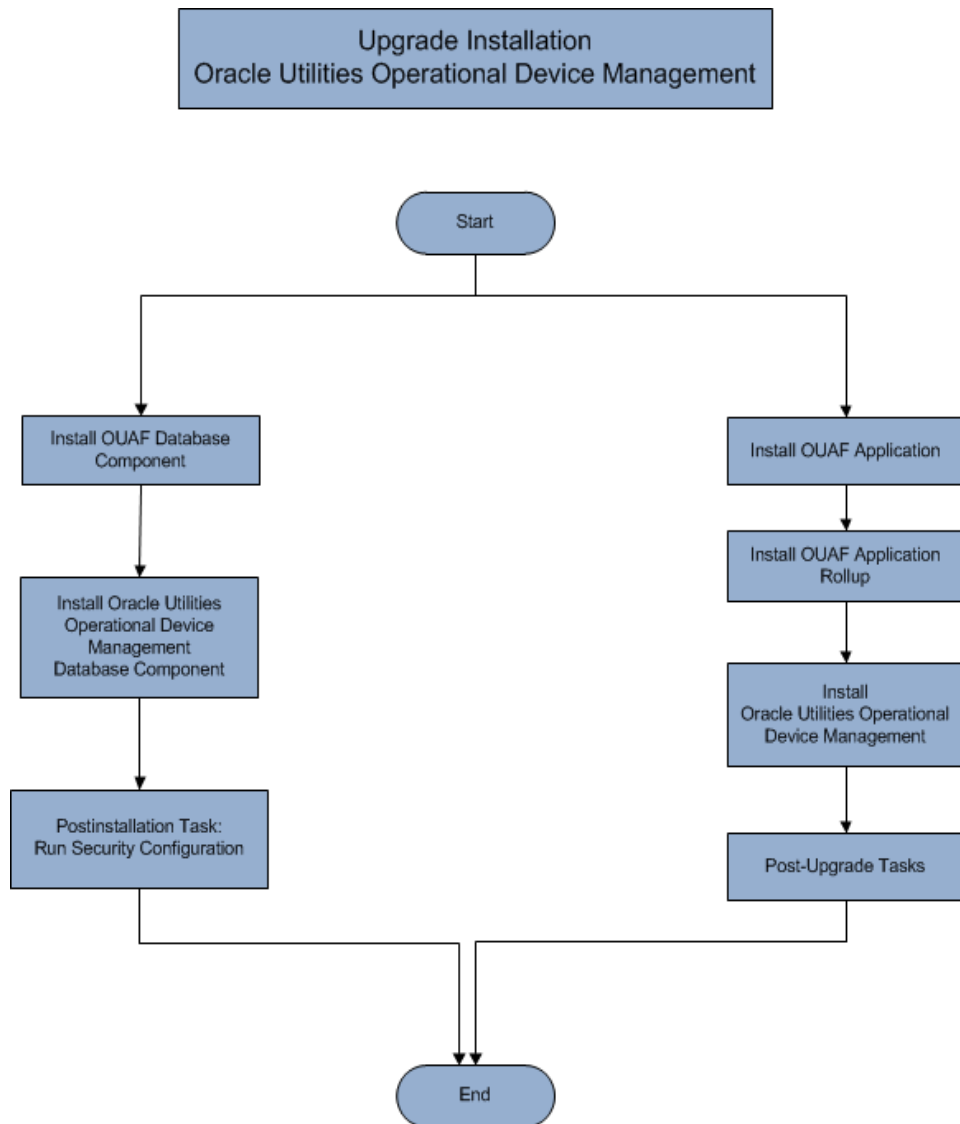 Upgrade Installation
Oracle Utilities Operational Device Management
Start
Install OUAF Database
Component
Install Oracle Utilities
Operational Device
Management
Database Component
Postinstallation Task:
Run Security Configuration
Install OUAF Application
Install OUAF Application
Rollup
Install
Oracle Utilities Operational
Device Management
Post-Upgrade Tasks
End